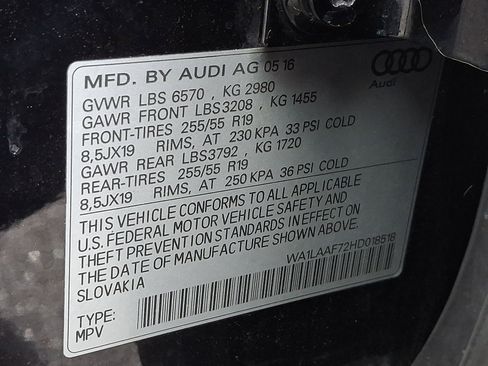 MFD. BY AUDI AG 05 16
GVWR LBS 6570 , KG 2980
GAWR FRONT LBS3208 , KG 1455
FRONT-TIRES 255/55 R19
8,5JX19 RIMS, AT 230 KPA 33 PSI COLD
GAWR REAR LBS3792 , KG 1720
REAR-TIRES 255/55 R19
8,5JX19 RIMS, AT 250 KPA 36 PSI COLD
THIS VEHICLE CONFORMS TO ALL APPLICABLE
U.S. FEDERAL MOTOR VEHICLE SAFETY AND
THEFT PREVENTION STANDARDS IN EFFECT ON
THE DATE OF MANUFACTURE SHOWN ABOVE.
SLOVAKIA
WA1LAAF72HD018518
TYPE:
MPV